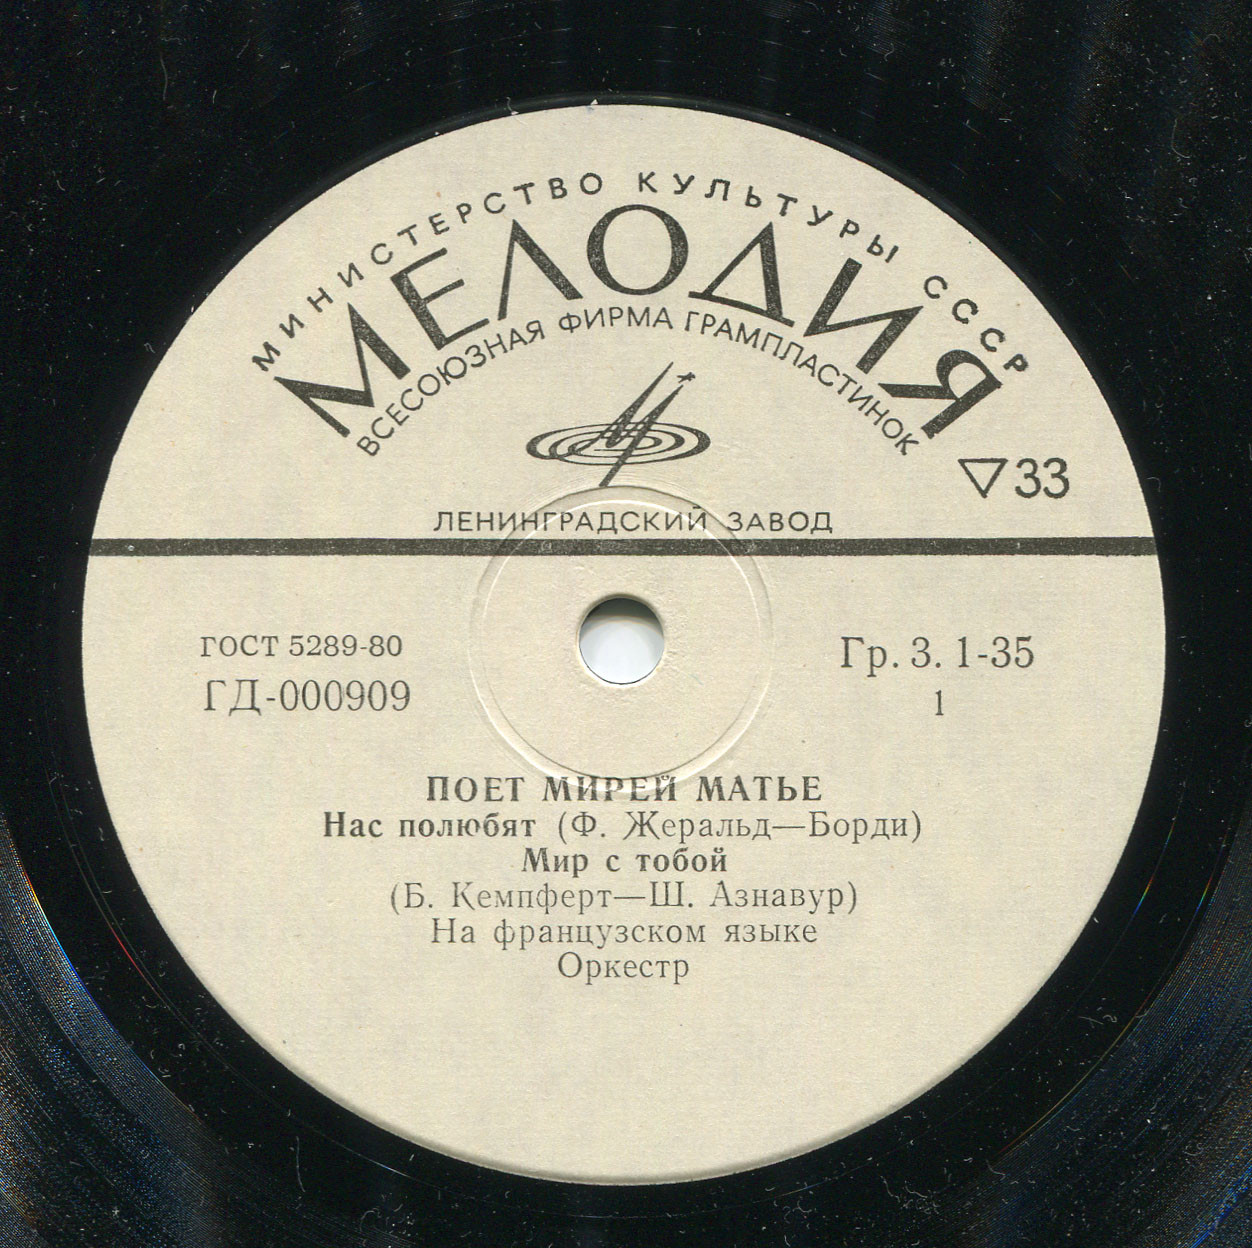 МИНИСТЕРСТВО КУЛЬТУРЫ СССР
МЕЛОДИЯ
ВСЕСОЮЗНАЯ ФИРМА ГРАМПЛАСТИНОК
▽33
ЛЕНИНГРАДСКИЙ ЗАВОД
ГОСТ 5289-80
ГД-000909
Гр. 3. 1-35
1
ПОЕТ МИРЕЙ МАТЬЕ
Нас полюбят (Ф. Жеральд—Борди)
Мир с тобой
(Б. Кемпферт—Ш. Азнавур)
На французском языке
Оркестр